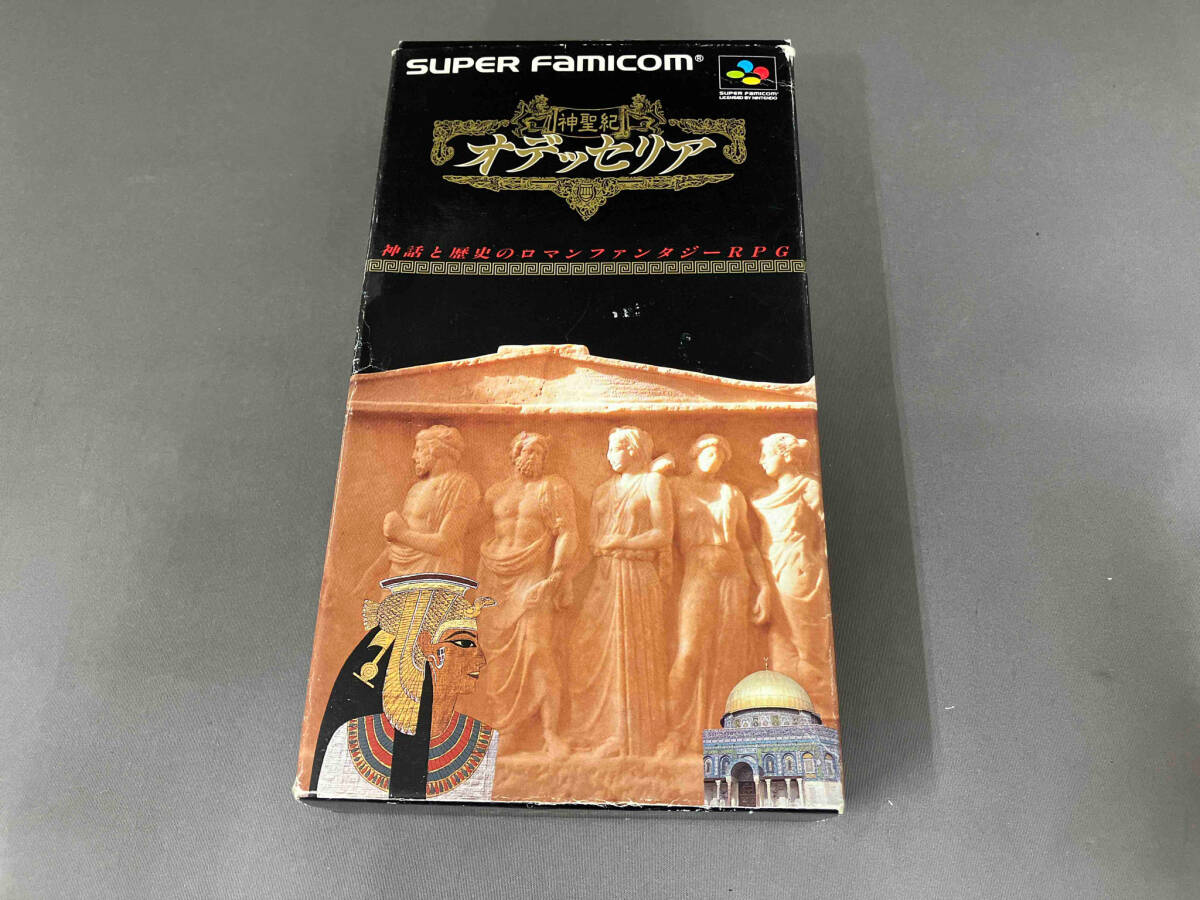 SUPER FAMICOM®
SUPER FAMICOM
LICENSED BY NINTENDO
神聖紀
オデッセリア
神話と歴史のロマンファンタジーRPG